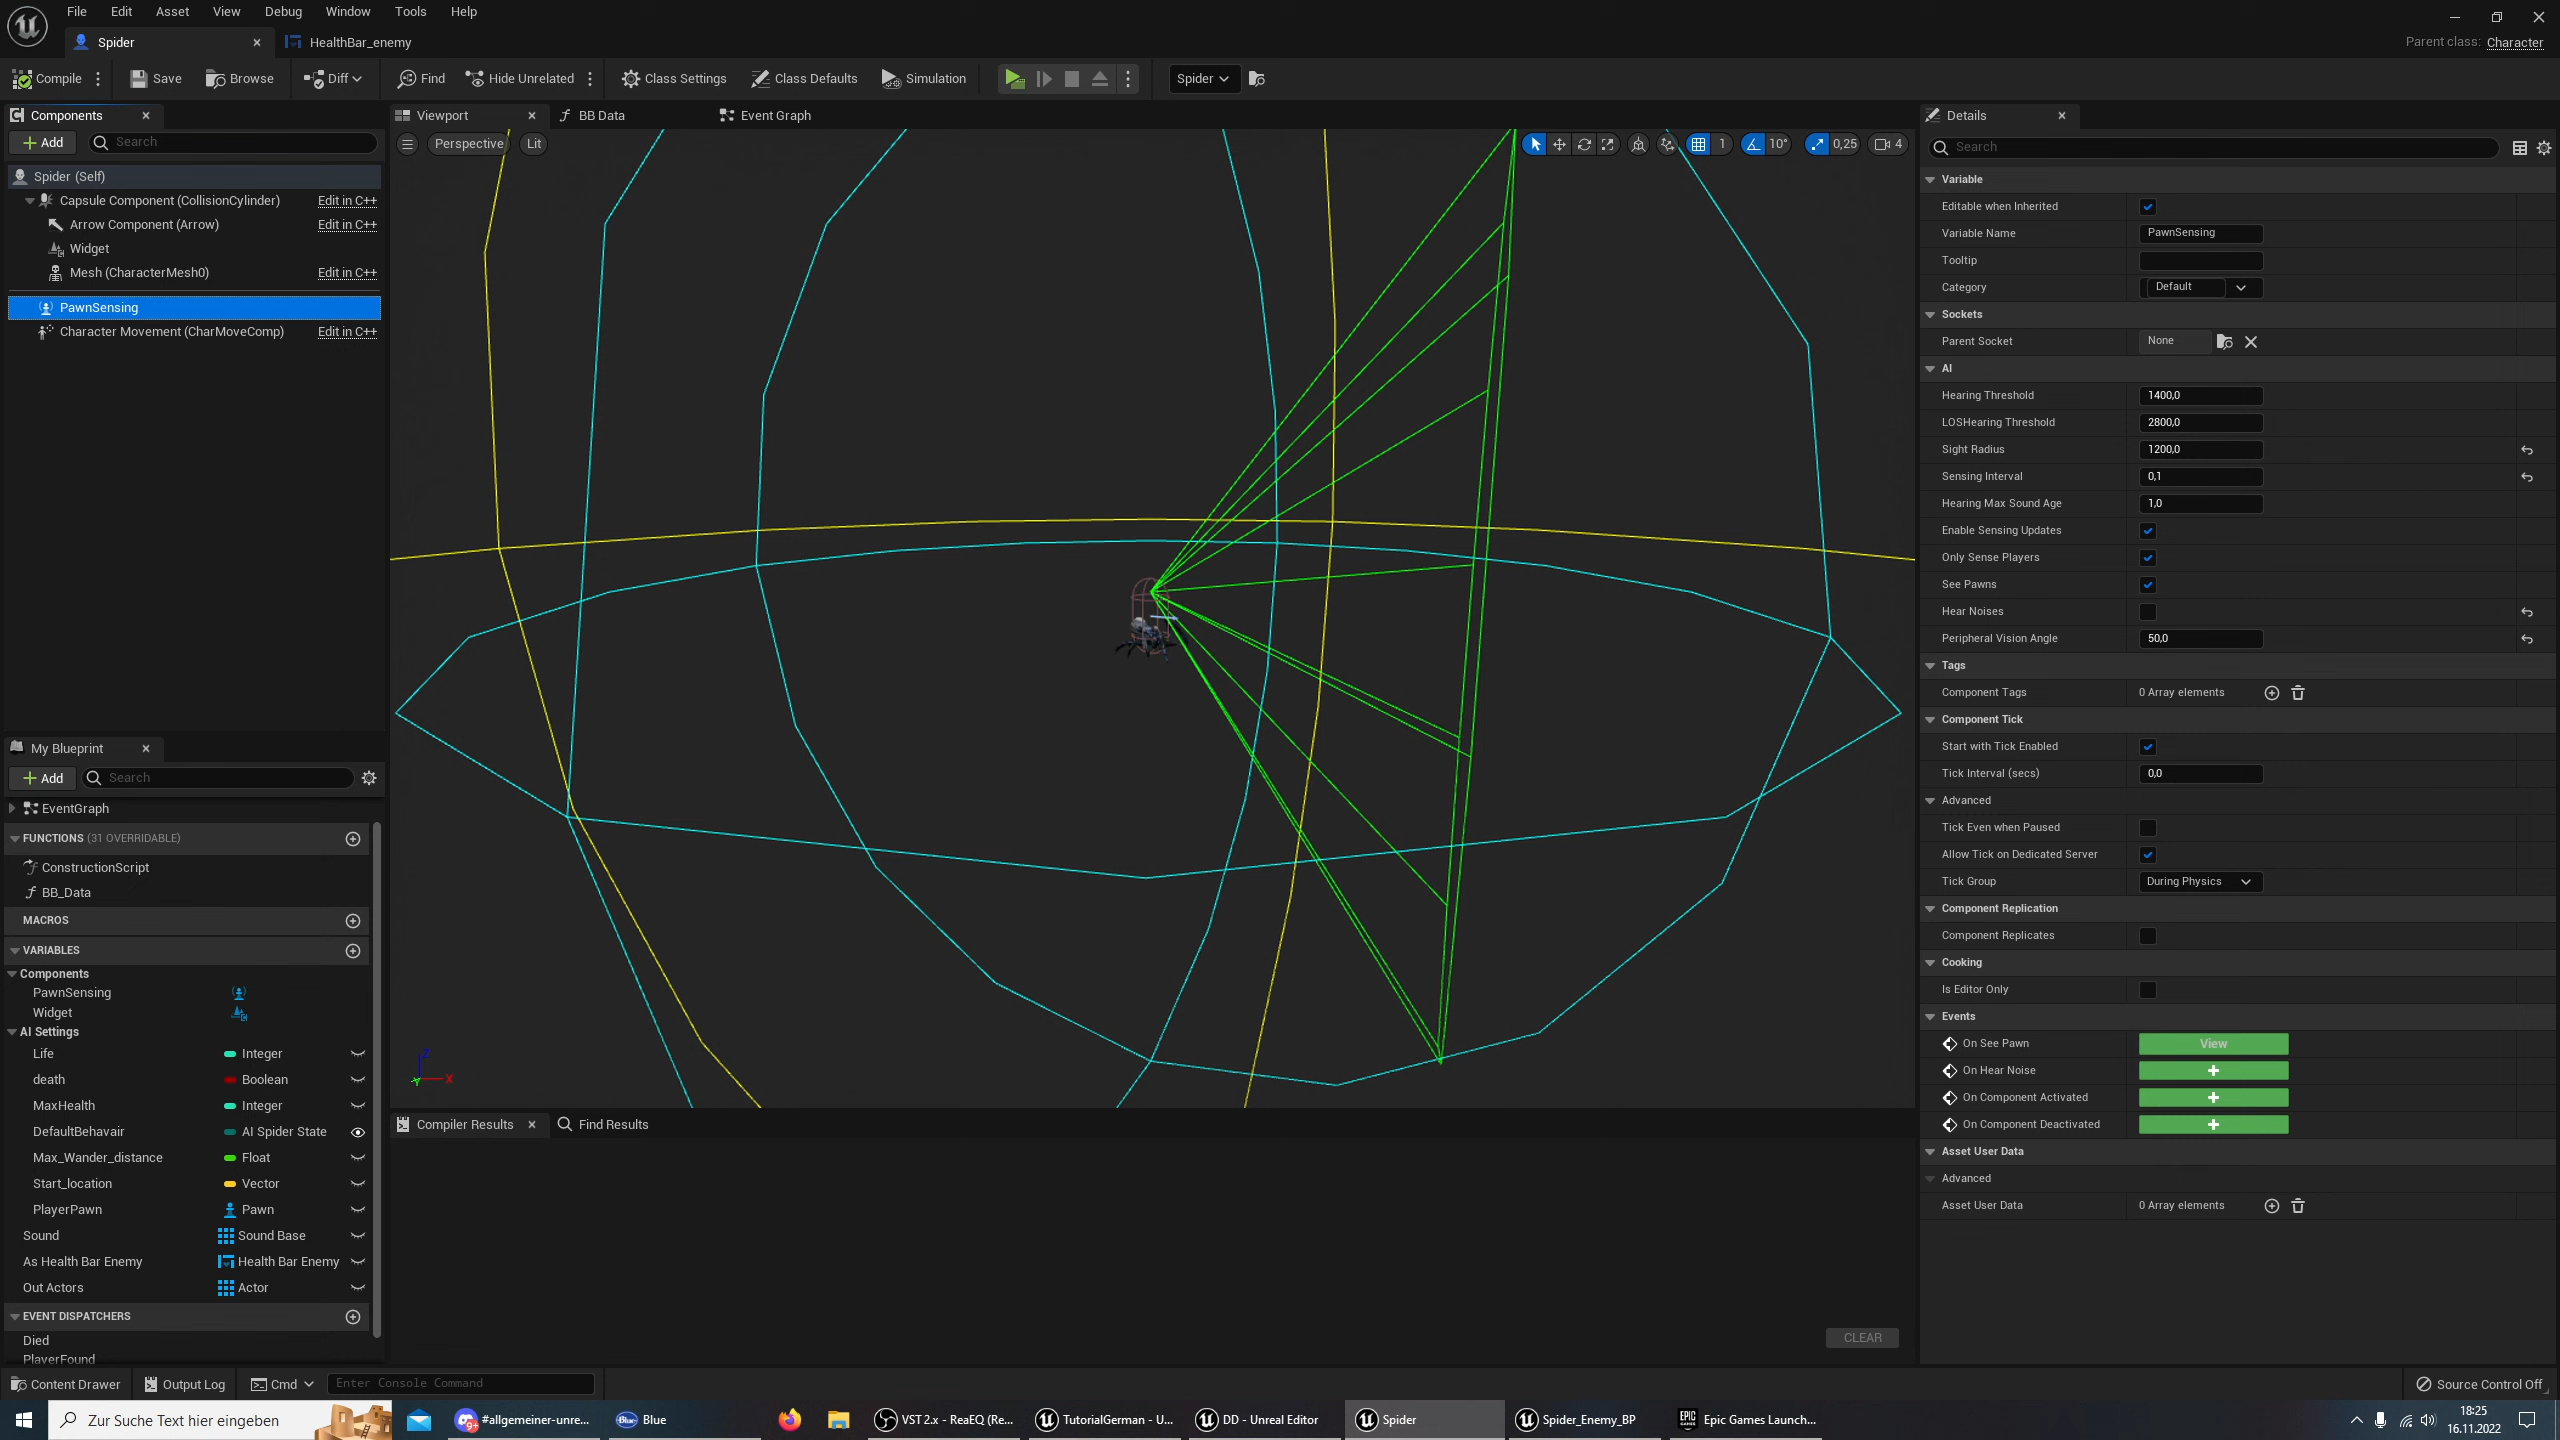 File Edit Asset View Debug Window Tools Help
Spider
HealthBar_enemy
Parent class: Character
Compile
Save
Browse
Diff
Find
Hide Unrelated
Class Settings
Class Defaults
Simulation
Spider
Components
Add
Search
Spider (Self)
Capsule Component (CollisionCylinder) Edit in C++
Arrow Component (Arrow) Edit in C++
Widget
Mesh (CharacterMesh0) Edit in C++
PawnSensing
Character Movement (CharMoveComp) Edit in C++
My Blueprint
Add
Search
EventGraph
FUNCTIONS (31 OVERRIDABLE)
ConstructionScript
BB_Data
MACROS
VARIABLES
Components
PawnSensing
Widget
AI Settings
Life Integer
death Boolean
MaxHealth Integer
DefaultBehavair AI Spider State
Max_Wander_distance Float
Start_location Vector
PlayerPawn Pawn
Sound Sound Base
As Health Bar Enemy Health Bar Enemy
Out Actors Actor
EVENT DISPATCHERS
Died
PlayerFound
Viewport
BB Data
Event Graph
Perspective
Lit
1
10°
0,25
4
Z
Y
X
Compiler Results
Find Results
CLEAR
Details
Search
Variable
Editable when Inherited
Variable Name PawnSensing
Tooltip
Category Default
Sockets
Parent Socket None
AI
Hearing Threshold 1400,0
LOSHearing Threshold 2800,0
Sight Radius 1200,0
Sensing Interval 0,1
Hearing Max Sound Age 1,0
Enable Sensing Updates
Only Sense Players
See Pawns
Hear Noises
Peripheral Vision Angle 50,0
Tags
Component Tags 0 Array elements
Component Tick
Start with Tick Enabled
Tick Interval (secs) 0,0
Advanced
Tick Even when Paused
Allow Tick on Dedicated Server
Tick Group During Physics
Component Replication
Component Replicates
Cooking
Is Editor Only
Events
On See Pawn View
On Hear Noise
On Component Activated
On Component Deactivated
Asset User Data
Advanced
Asset User Data 0 Array elements
Content Drawer
Output Log
Cmd
Enter Console Command
Source Control Off
Zur Suche Text hier eingeben
9+
#allgemeiner-unre...
Blue
Blue
VST 2.x - ReaEQ (Re...
TutorialGerman - U...
DD - Unreal Editor
Spider
Spider_Enemy_BP
EPIC GAMES
Epic Games Launch...
18:25
16.11.2022